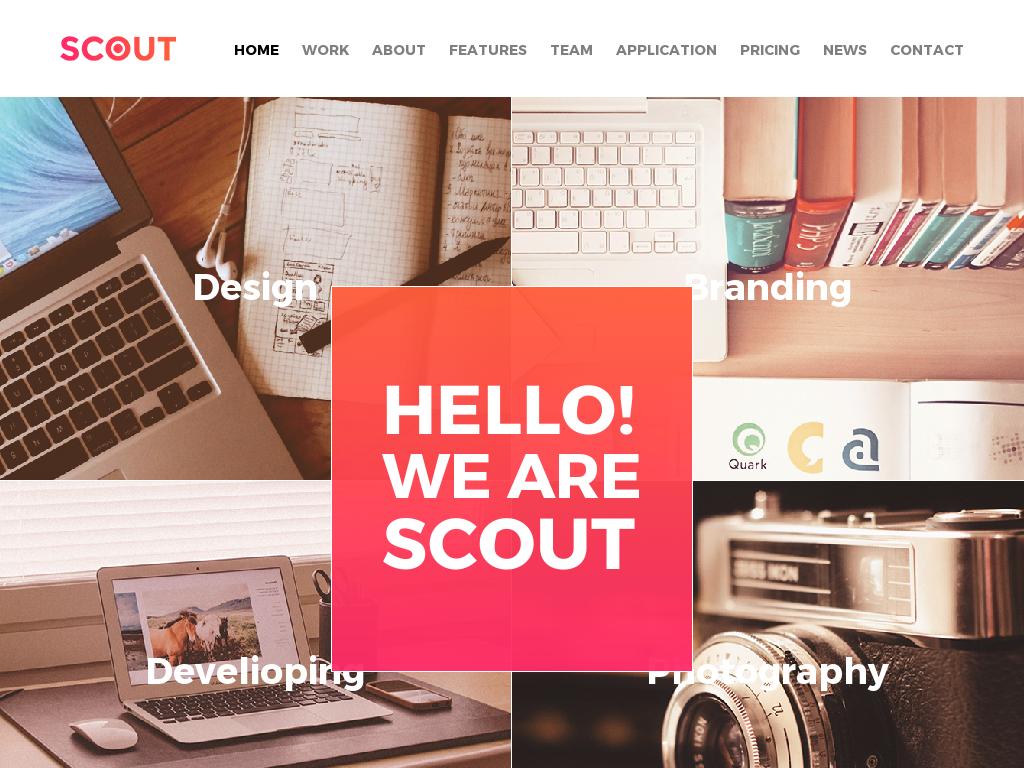 SCOUT
HOME WORK ABOUT FEATURES TEAM APPLICATION PRICING NEWS CONTACT
Design
Branding
HELLO!
WE ARE
SCOUT
Quark
Develioping
Photography